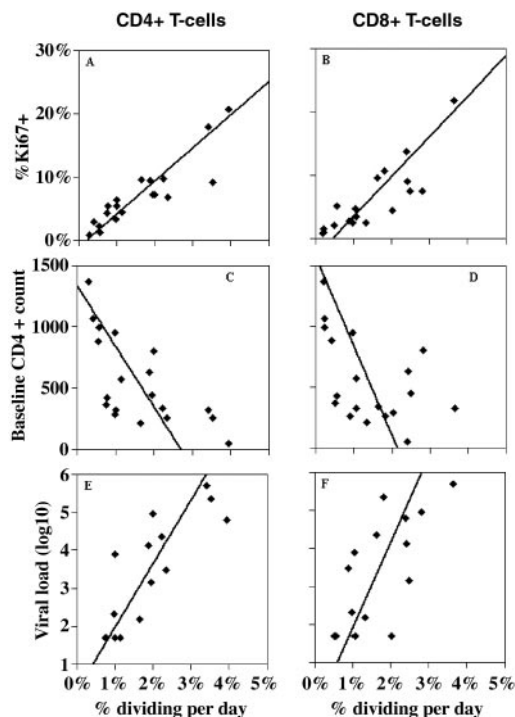 CD4+ T-cells CD8+ T-cells
30% A B
20%
%Ki67+
10%
0%
1500 C D
1000
Baseline CD4 + count
500
0
6 E F
5
4
Viral load (log10)
3
2
1
0% 1% 2% 3% 4% 5% 0% 1% 2% 3% 4% 5%
% dividing per day % dividing per day